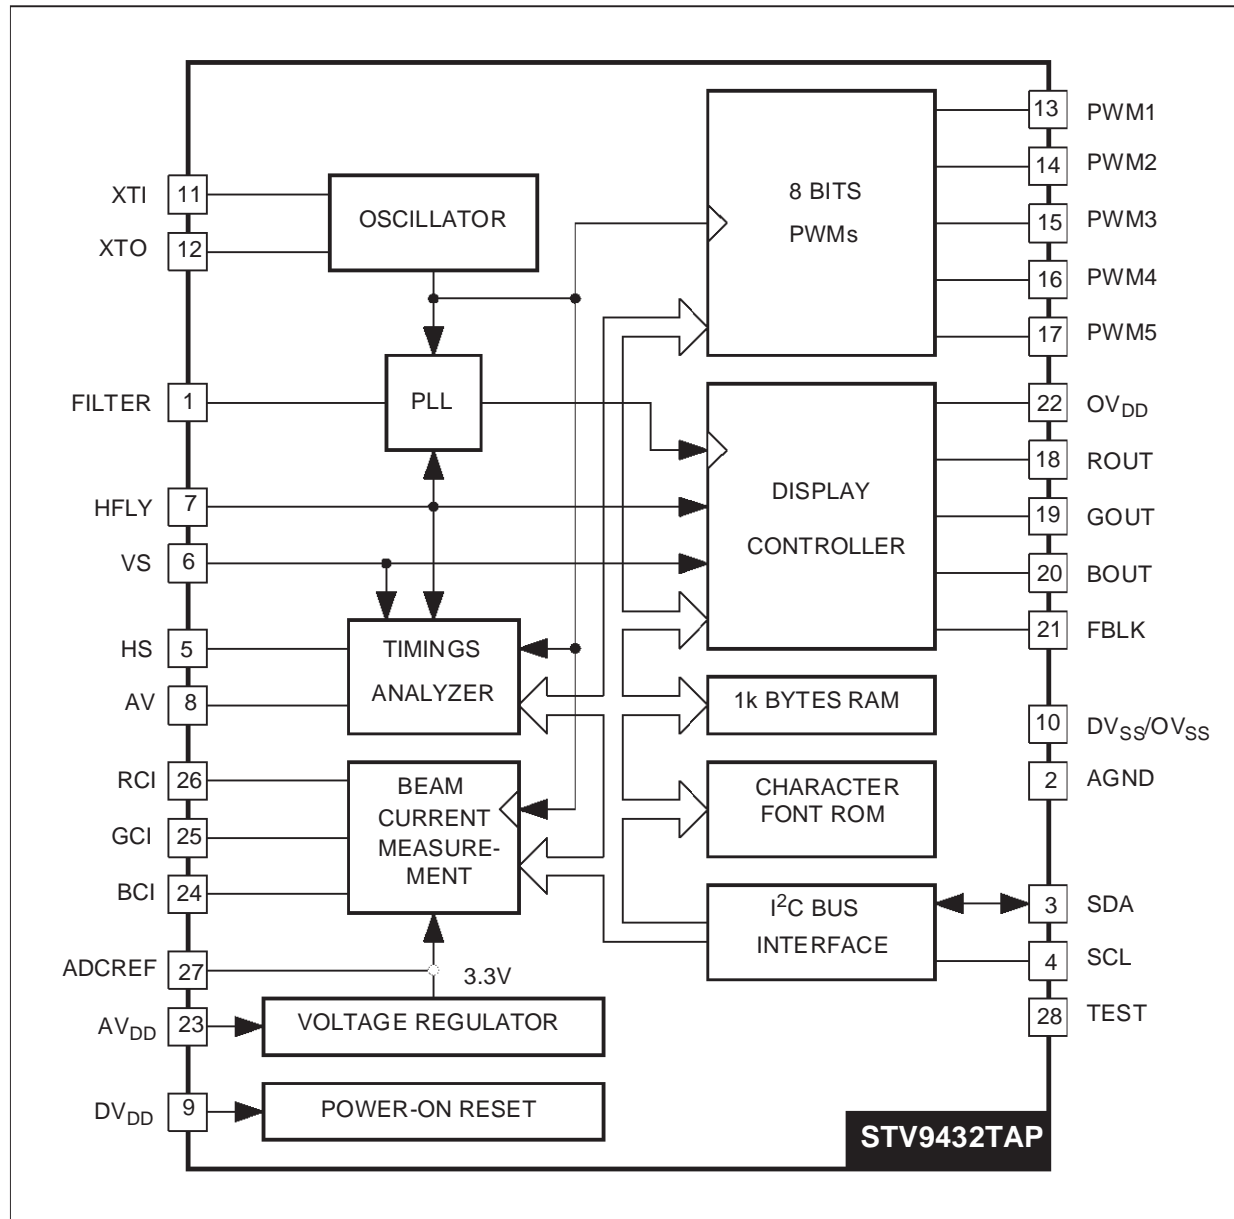 XTI
11
XTO
12
OSCILLATOR
8 BITS
PWMs
13
PWM1
14
PWM2
15
PWM3
16
PWM4
17
PWM5
FILTER
1
PLL
HFLY
7
VS
6
DISPLAY
CONTROLLER
22
OVDD
18
ROUT
19
GOUT
20
BOUT
21
FBLK
HS
5
AV
8
TIMINGS
ANALYZER
1k BYTES RAM
10
DVSS/OVSS
2
AGND
RCI
26
GCI
25
BCI
24
BEAM
CURRENT
MEASURE-
MENT
CHARACTER
FONT ROM
I²C BUS
INTERFACE
3
SDA
4
SCL
28
TEST
ADCREF
27
3.3V
AVDD
23
VOLTAGE REGULATOR
DVDD
9
POWER-ON RESET
STV9432TAP